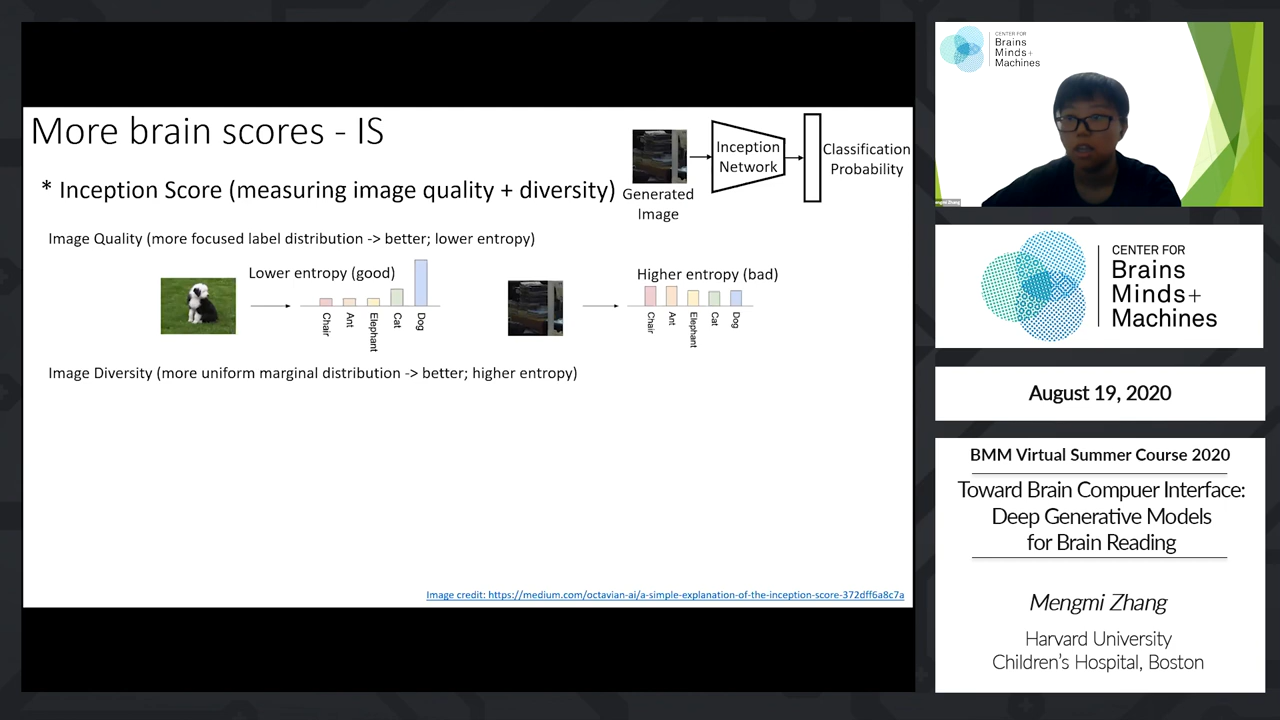 More brain scores - IS
* Inception Score (measuring image quality + diversity)
Generated
Image
Inception
Network
Classification
Probability
Image Quality (more focused label distribution -> better; lower entropy)
Lower entropy (good)
Chair
Ant
Elephant
Cat
Dog
Higher entropy (bad)
Chair
Ant
Elephant
Cat
Dog
Image Diversity (more uniform marginal distribution -> better; higher entropy)
Image credit: https://medium.com/octavian-ai/a-simple-explanation-of-the-inception-score-372dff6a8c7a
CENTER FOR
Brains
Minds+
Machines
Mengmi Zhang
CENTER FOR
Brains
Minds+
Machines
August 19, 2020
BMM Virtual Summer Course 2020
Toward Brain Compuer Interface:
Deep Generative Models
for Brain Reading
Mengmi Zhang
Harvard University
Children's Hospital, Boston